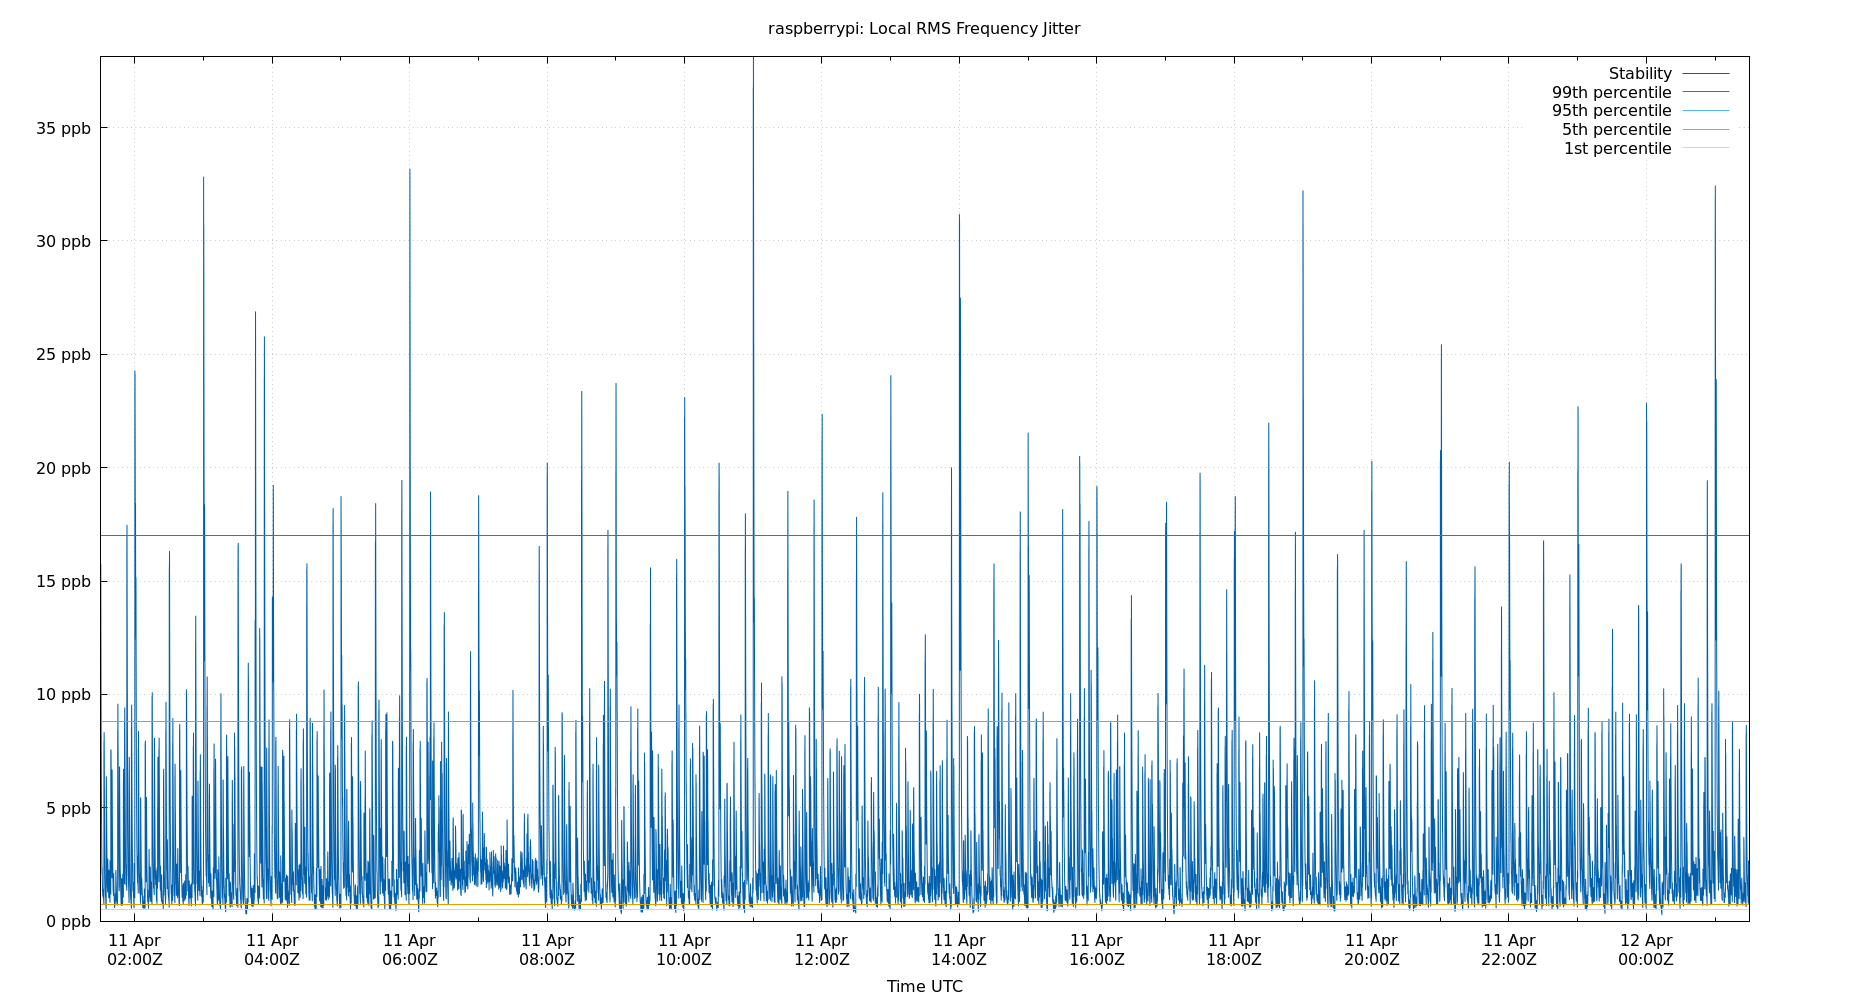 raspberrypi: Local RMS Frequency Jitter
Stability
99th percentile
95th percentile
5th percentile
1st percentile
35 ppb
30 ppb
25 ppb
20 ppb
15 ppb
10 ppb
5 ppb
0 ppb
11 Apr 11 Apr 11 Apr 11 Apr 11 Apr 11 Apr 11 Apr 11 Apr 11 Apr 11 Apr 11 Apr 12 Apr
02:00Z 04:00Z 06:00Z 08:00Z 10:00Z 12:00Z 14:00Z 16:00Z 18:00Z 20:00Z 22:00Z 00:00Z
Time UTC